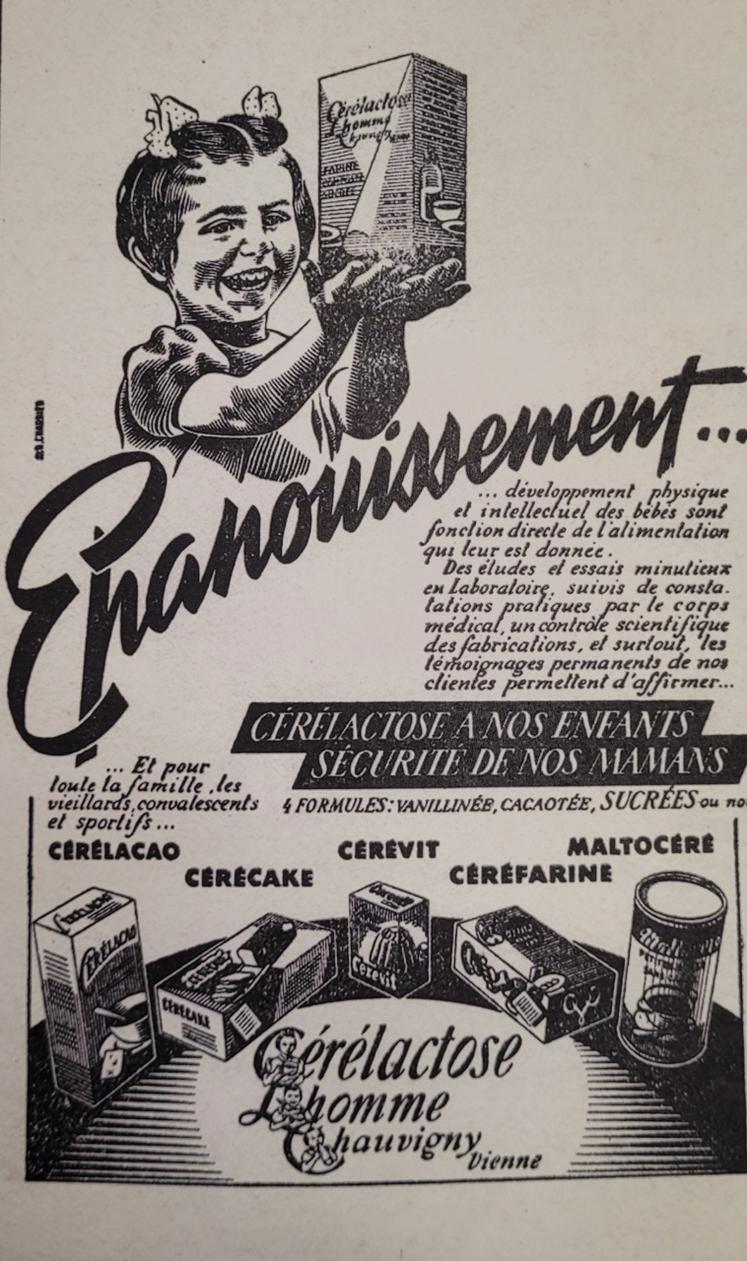 Cérélactose
Lhomme
FARINE
Epanouissement...
... développement physique
et intellectuel des bébés sont
fonction directe de l'alimentation
qui leur est donnée.
Des études et essais minutieux
en Laboratoire, suivis de consta-
tations pratiques par le corps
médical, un contrôle scientifique
des fabrications, et surtout, les
témoignages permanents de nos
clientes permettent d'affirmer...
CÉRÉLACTOSE A NOS ENFANTS
SÉCURITÉ DE NOS MAMANS
... Et pour
toute la famille, les
vieillards, convalescents
et sportifs...
4 FORMULES: VANILLINÉE, CACAOTÉE, SUCRÉES ou no
CÉRÉLACAO
CÉRÉCAKE
CÉRÉVIT
CÉRÉFARINE
MALTOCÉRÉ
CÉRÉLACAO
CÉRÉCAKE
Cérévit
Cérélactose
Lhomme
Chauvigny
Vienne